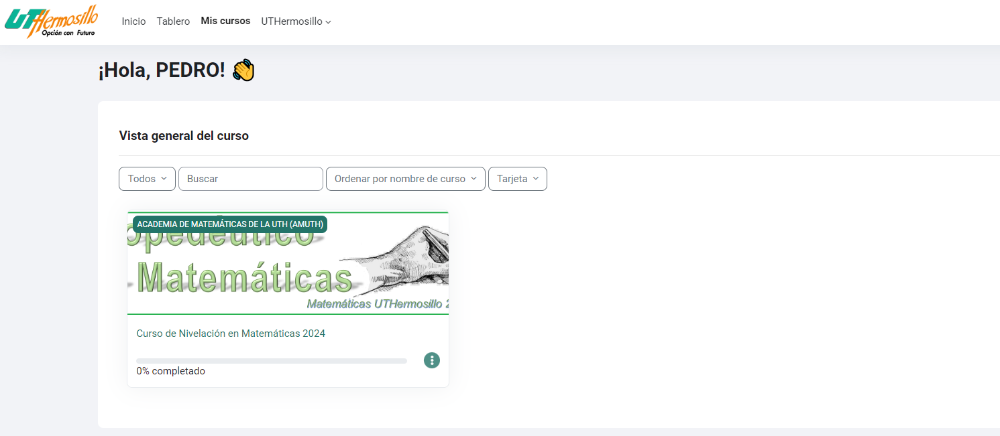 UTHermosillo
Opción con Futuro
Inicio Tablero Mis cursos UTHermosillo
¡Hola, PEDRO! 👋
Vista general del curso
Todos Buscar Ordenar por nombre de curso Tarjeta
ACADEMIA DE MATEMÁTICAS DE LA UTH (AMUTH)
opedéutico
Matemáticas
Matemáticas UTHermosillo 2
Curso de Nivelación en Matemáticas 2024
0% completado